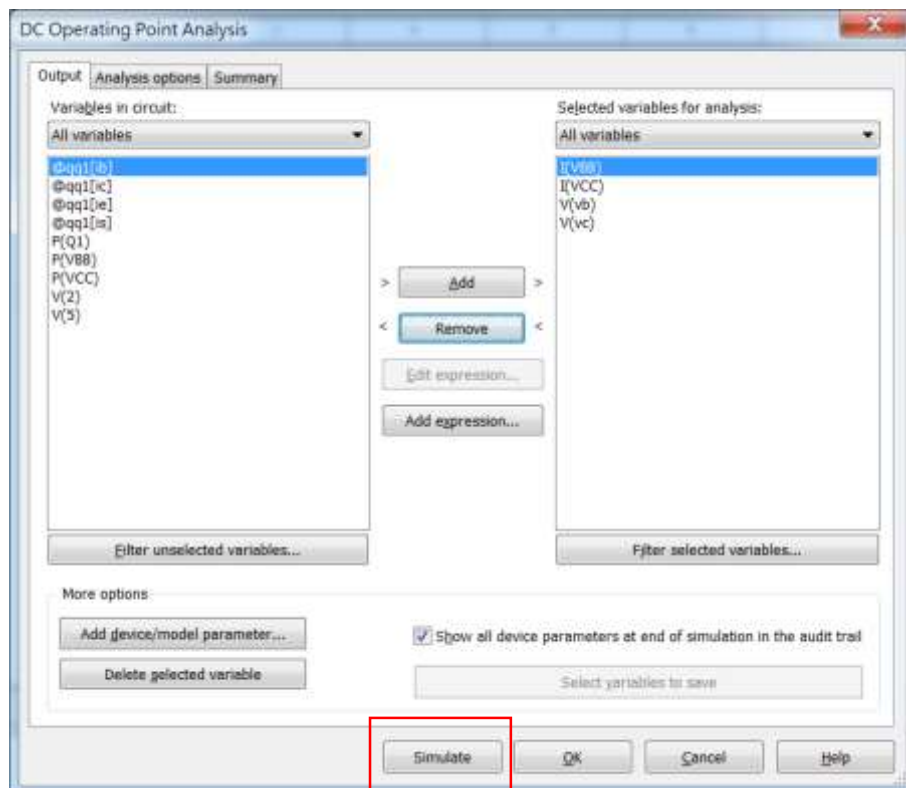 DC Operating Point Analysis
Output Analysis options Summary
Variables in circuit:
All variables
@qq1[ib]
@qq1[ic]
@qq1[ie]
@qq1[is]
P(Q1)
P(VBB)
P(VCC)
V(2)
V(5)
Filter unselected variables...
> Add >
< Remove <
Edit expression...
Add expression...
Selected variables for analysis:
All variables
I(VBB)
I(VCC)
V(vb)
V(vc)
Filter selected variables...
More options
Add device/model parameter...
Delete selected variable
Show all device parameters at end of simulation in the audit trail
Select variables to save
Simulate OK Cancel Help